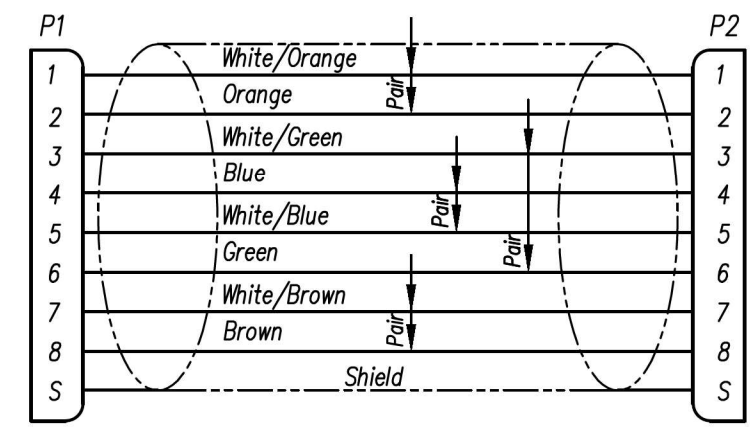 P1 P2
White/Orange
1 Pair 1
Orange
2 2
White/Green
3 3
Blue
4 4
White/Blue Pair
5 5
Green Pair
6 6
White/Brown
7 7
Brown Pair
8 8
Shield
S S